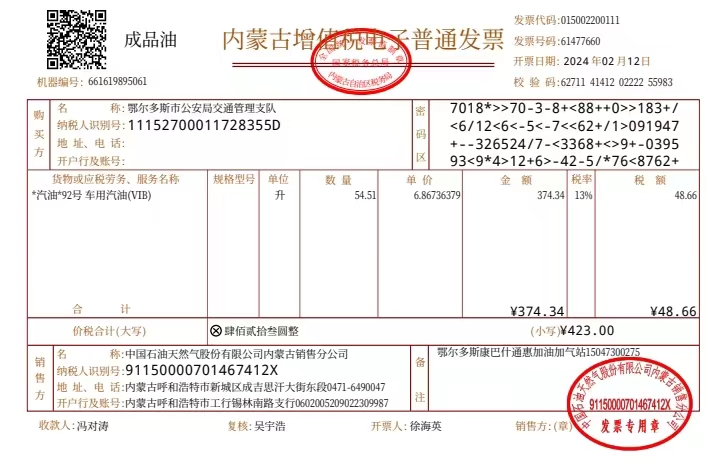 成品油
内蒙古增值税电子普通发票
全国统一发票监制章
国家税务总局
内蒙古自治区税务局
发票代码:015002200111
发票号码:61477660
开票日期: 2024 年02 月12日
校 验 码:62711 41412 02222 55983
机器编号: 661619895061
购买方
名 称:鄂尔多斯市公安局交通管理支队
纳税人识别号:11152700011728355D
地 址、电 话:
开户行及账号:
密码区
7018*>>70-3-8+<88++0>>183+/
<6/12<6<-5<-7<<62+/1>091947
+--326524/7-<3368+<>9+-0395
93<9*4>12+6>-42-5/*76<8762+
货物或应税劳务、服务名称 规格型号 单位 数 量 单 价 金 额 税率 税 额
*汽油*92号 车用汽油(VIB) 升 54.51 6.86736379 374.34 13% 48.66
合 计 ¥374.34 ¥48.66
价税合计(大写) ⊗肆佰贰拾叁圆整 (小写)¥423.00
销售方
名 称:中国石油天然气股份有限公司内蒙古销售分公司
纳税人识别号:91150000701467412X
地 址、电 话:内蒙古呼和浩特市新城区成吉思汗大街东段0471-6490047
开户行及账号:内蒙古呼和浩特市工行锡林南路支行0602005209022309987
备注
鄂尔多斯康巴什通惠加油加气站15047300275
收款人: 冯对涛 复核: 吴宇浩 开票人: 徐海英 销售方: (章)
中国石油天然气股份有限公司内蒙古销售分公司
91150000701467412X
发票专用章